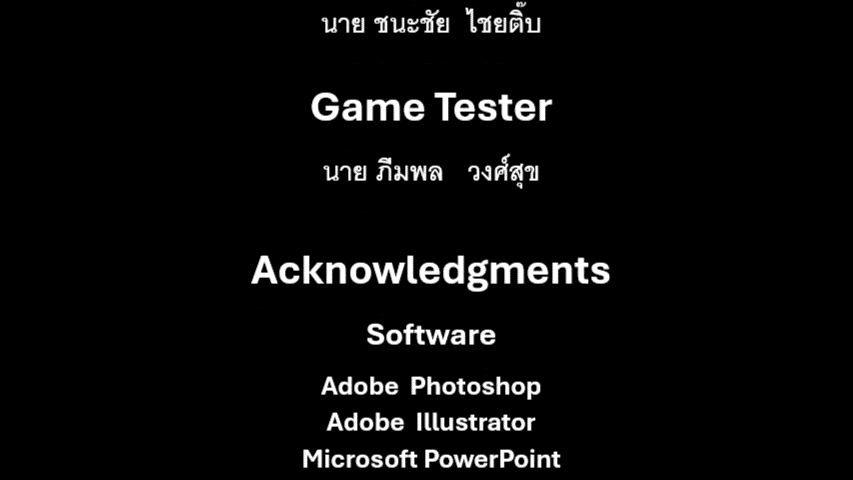 นาย ชนะชัย ไชยติ๊บ
Game Tester
นาย ภีมพล วงศ์สุข
Acknowledgments
Software
Adobe Photoshop
Adobe Illustrator
Microsoft PowerPoint